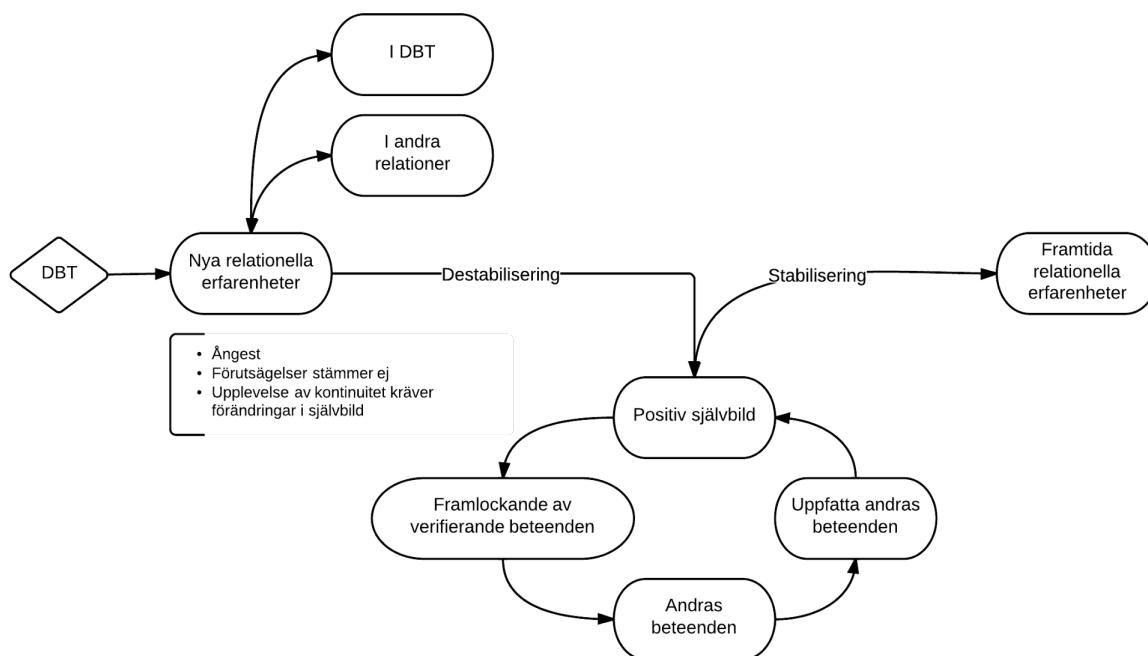 I DBT
I andra
relationer
DBT
Nya relationella
erfarenheter
Destabilisering
Stabilisering
Framtida
relationella
erfarenheter
• Ångest
• Förutsägelser stämmer ej
• Upplevelse av kontinuitet kräver
förändringar i självbild
Positiv självbild
Framlockande av
verifierande beteenden
Uppfatta andras
beteenden
Andras
beteenden